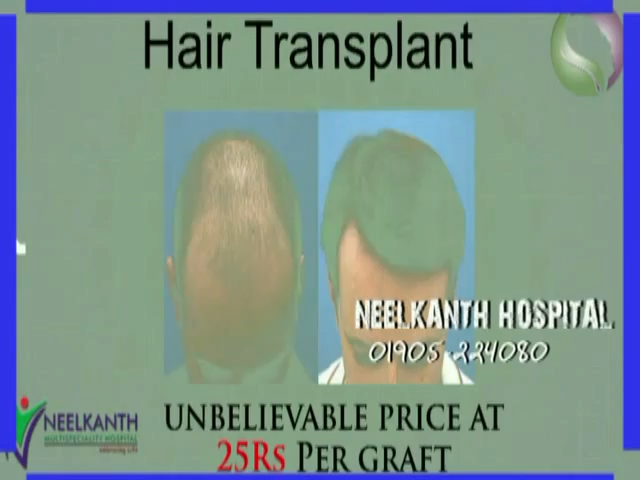 Hair Transplant
NEELKANTH HOSPITAL
01905-224080
NEELKANTH
MULTISPECIALITY HOSPITAL
UNBELIEVABLE PRICE AT
25Rs PER GRAFT